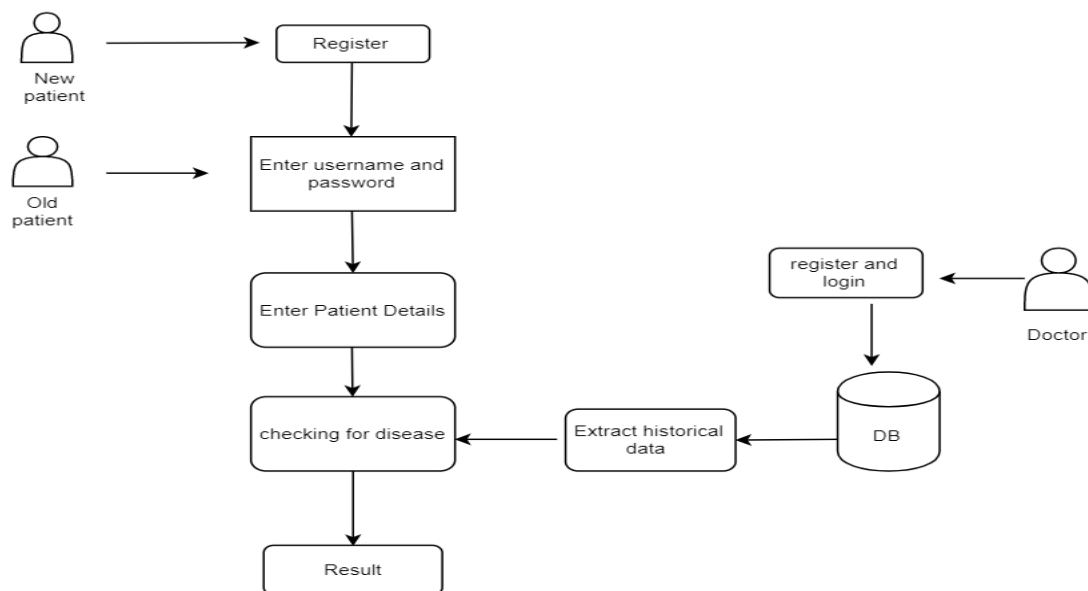 Register
New
patient
Enter username and
password
Old
patient
register and
login
Enter Patient Details
Doctor
checking for disease
Extract historical
data
DB
Result